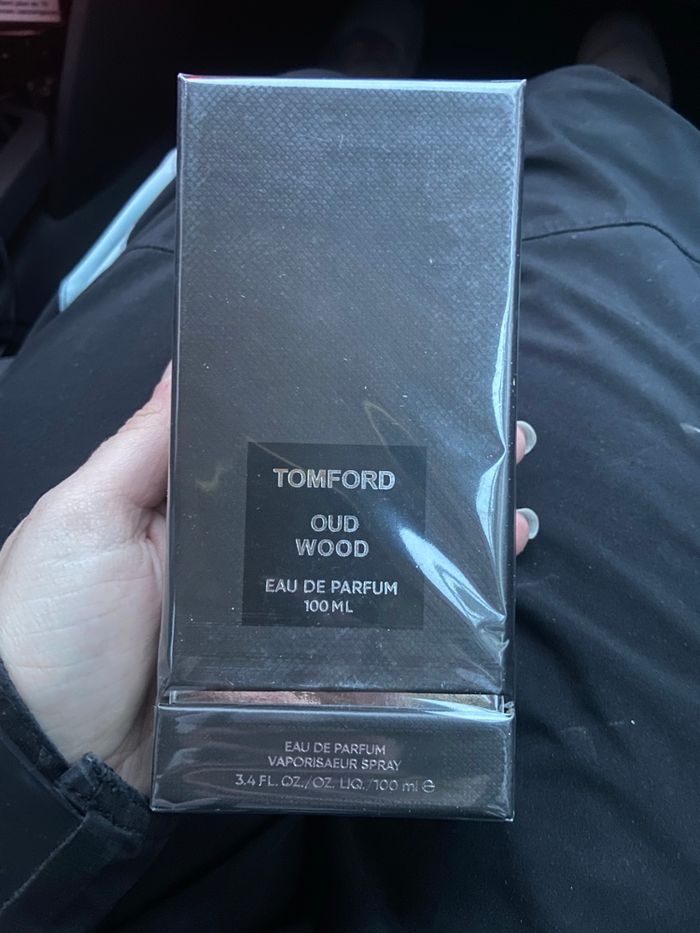 TOMFORD
OUD
WOOD
EAU DE PARFUM
100 ML
EAU DE PARFUM
VAPORISAEUR SPRAY
3.4 FL. OZ./OZ. LIQ./100 ml ℮